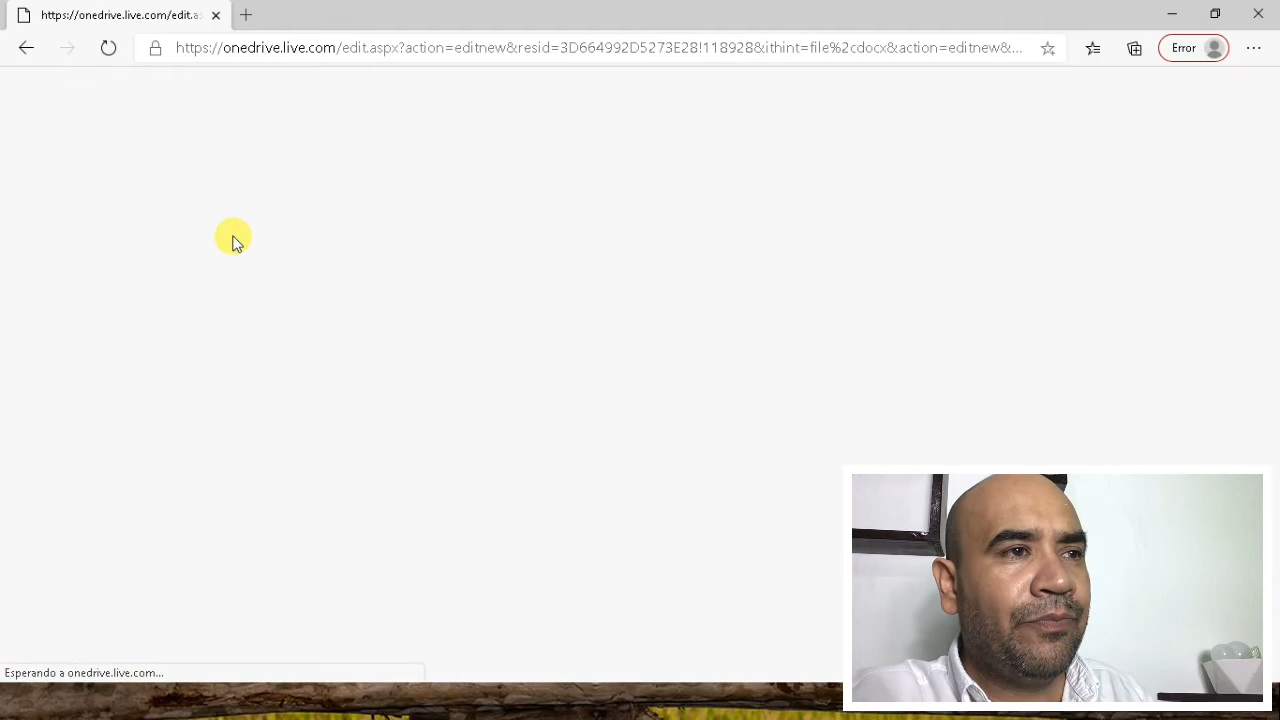 https://onedrive.live.com/edit.as
https://onedrive.live.com/edit.aspx?action=editnew&resid=3D664992D5273E28!118928&ithint=file%2cdocx&action=editnew&...
Error
Esperando a onedrive.live.com...